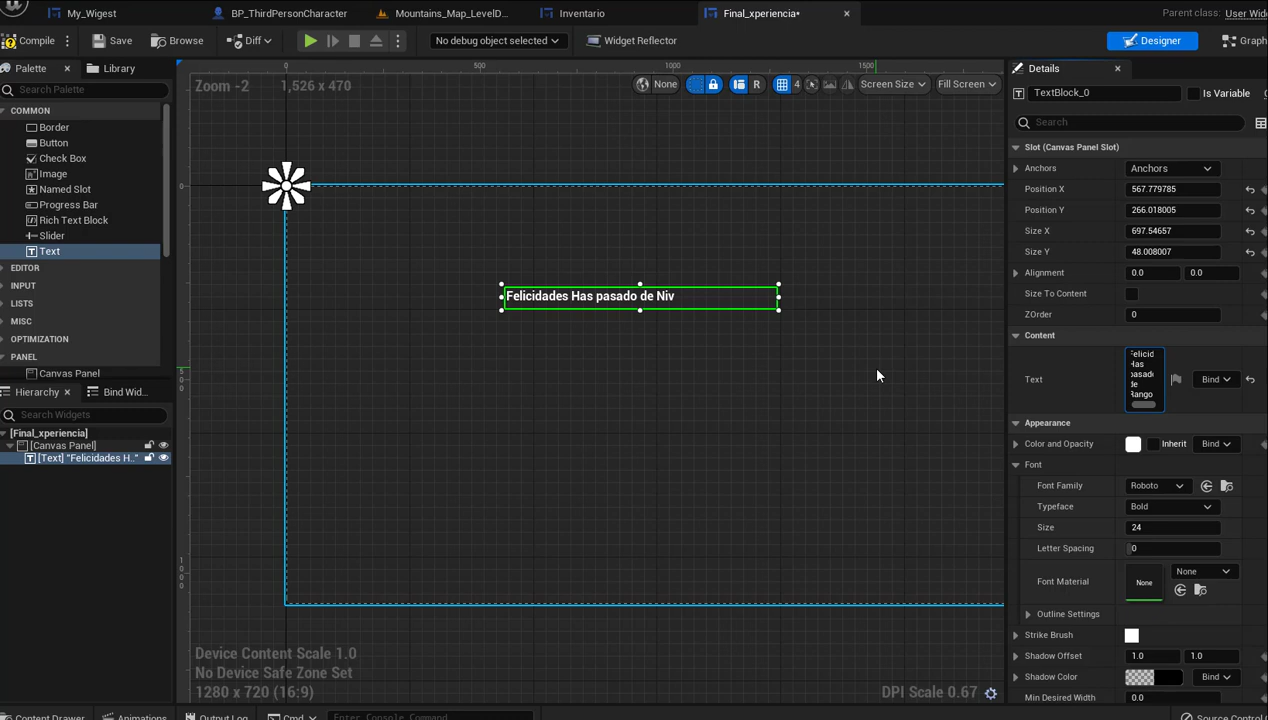 My_Wigest
BP_ThirdPersonCharacter
Mountains_Map_LevelD...
Inventario
Final_xperiencia•
Parent class:
User Wid
Compile
Save
Browse
Diff
No debug object selected
Widget Reflector
Designer
Graph
Palette
Library
Search Palette
COMMON
Border
Button
Check Box
Image
Named Slot
Progress Bar
Rich Text Block
Slider
Text
EDITOR
INPUT
LISTS
MISC
OPTIMIZATION
PANEL
Canvas Panel
Hierarchy
Bind Wid...
Search Widgets
[Final_xperiencia]
[Canvas Panel]
[Text] "Felicidades H.."
Zoom -2
1,526 x 470
0
500
1000
1500
None
R
4
Screen Size
Fill Screen
0
500
1000
Felicidades Has pasado de Niv
Device Content Scale 1.0
No Device Safe Zone Set
1280 x 720 (16:9)
DPI Scale 0.67
Details
TextBlock_0
Is Variable
Search
Slot (Canvas Panel Slot)
Anchors
Anchors
Position X
567.779785
Position Y
266.018005
Size X
697.54657
Size Y
48.008007
Alignment
0.0
0.0
Size To Content
ZOrder
0
Content
Text
Felicid
Has
pasado
de
Rango
Bind
Appearance
Color and Opacity
Inherit
Bind
Font
Font Family
Roboto
Typeface
Bold
Size
24
Letter Spacing
0
Font Material
None
None
Outline Settings
Strike Brush
Shadow Offset
1.0
1.0
Shadow Color
Bind
Min Desired Width
0.0
Content Drawer
Animations
Output Log
Cmd
Enter Console Command
Source Control